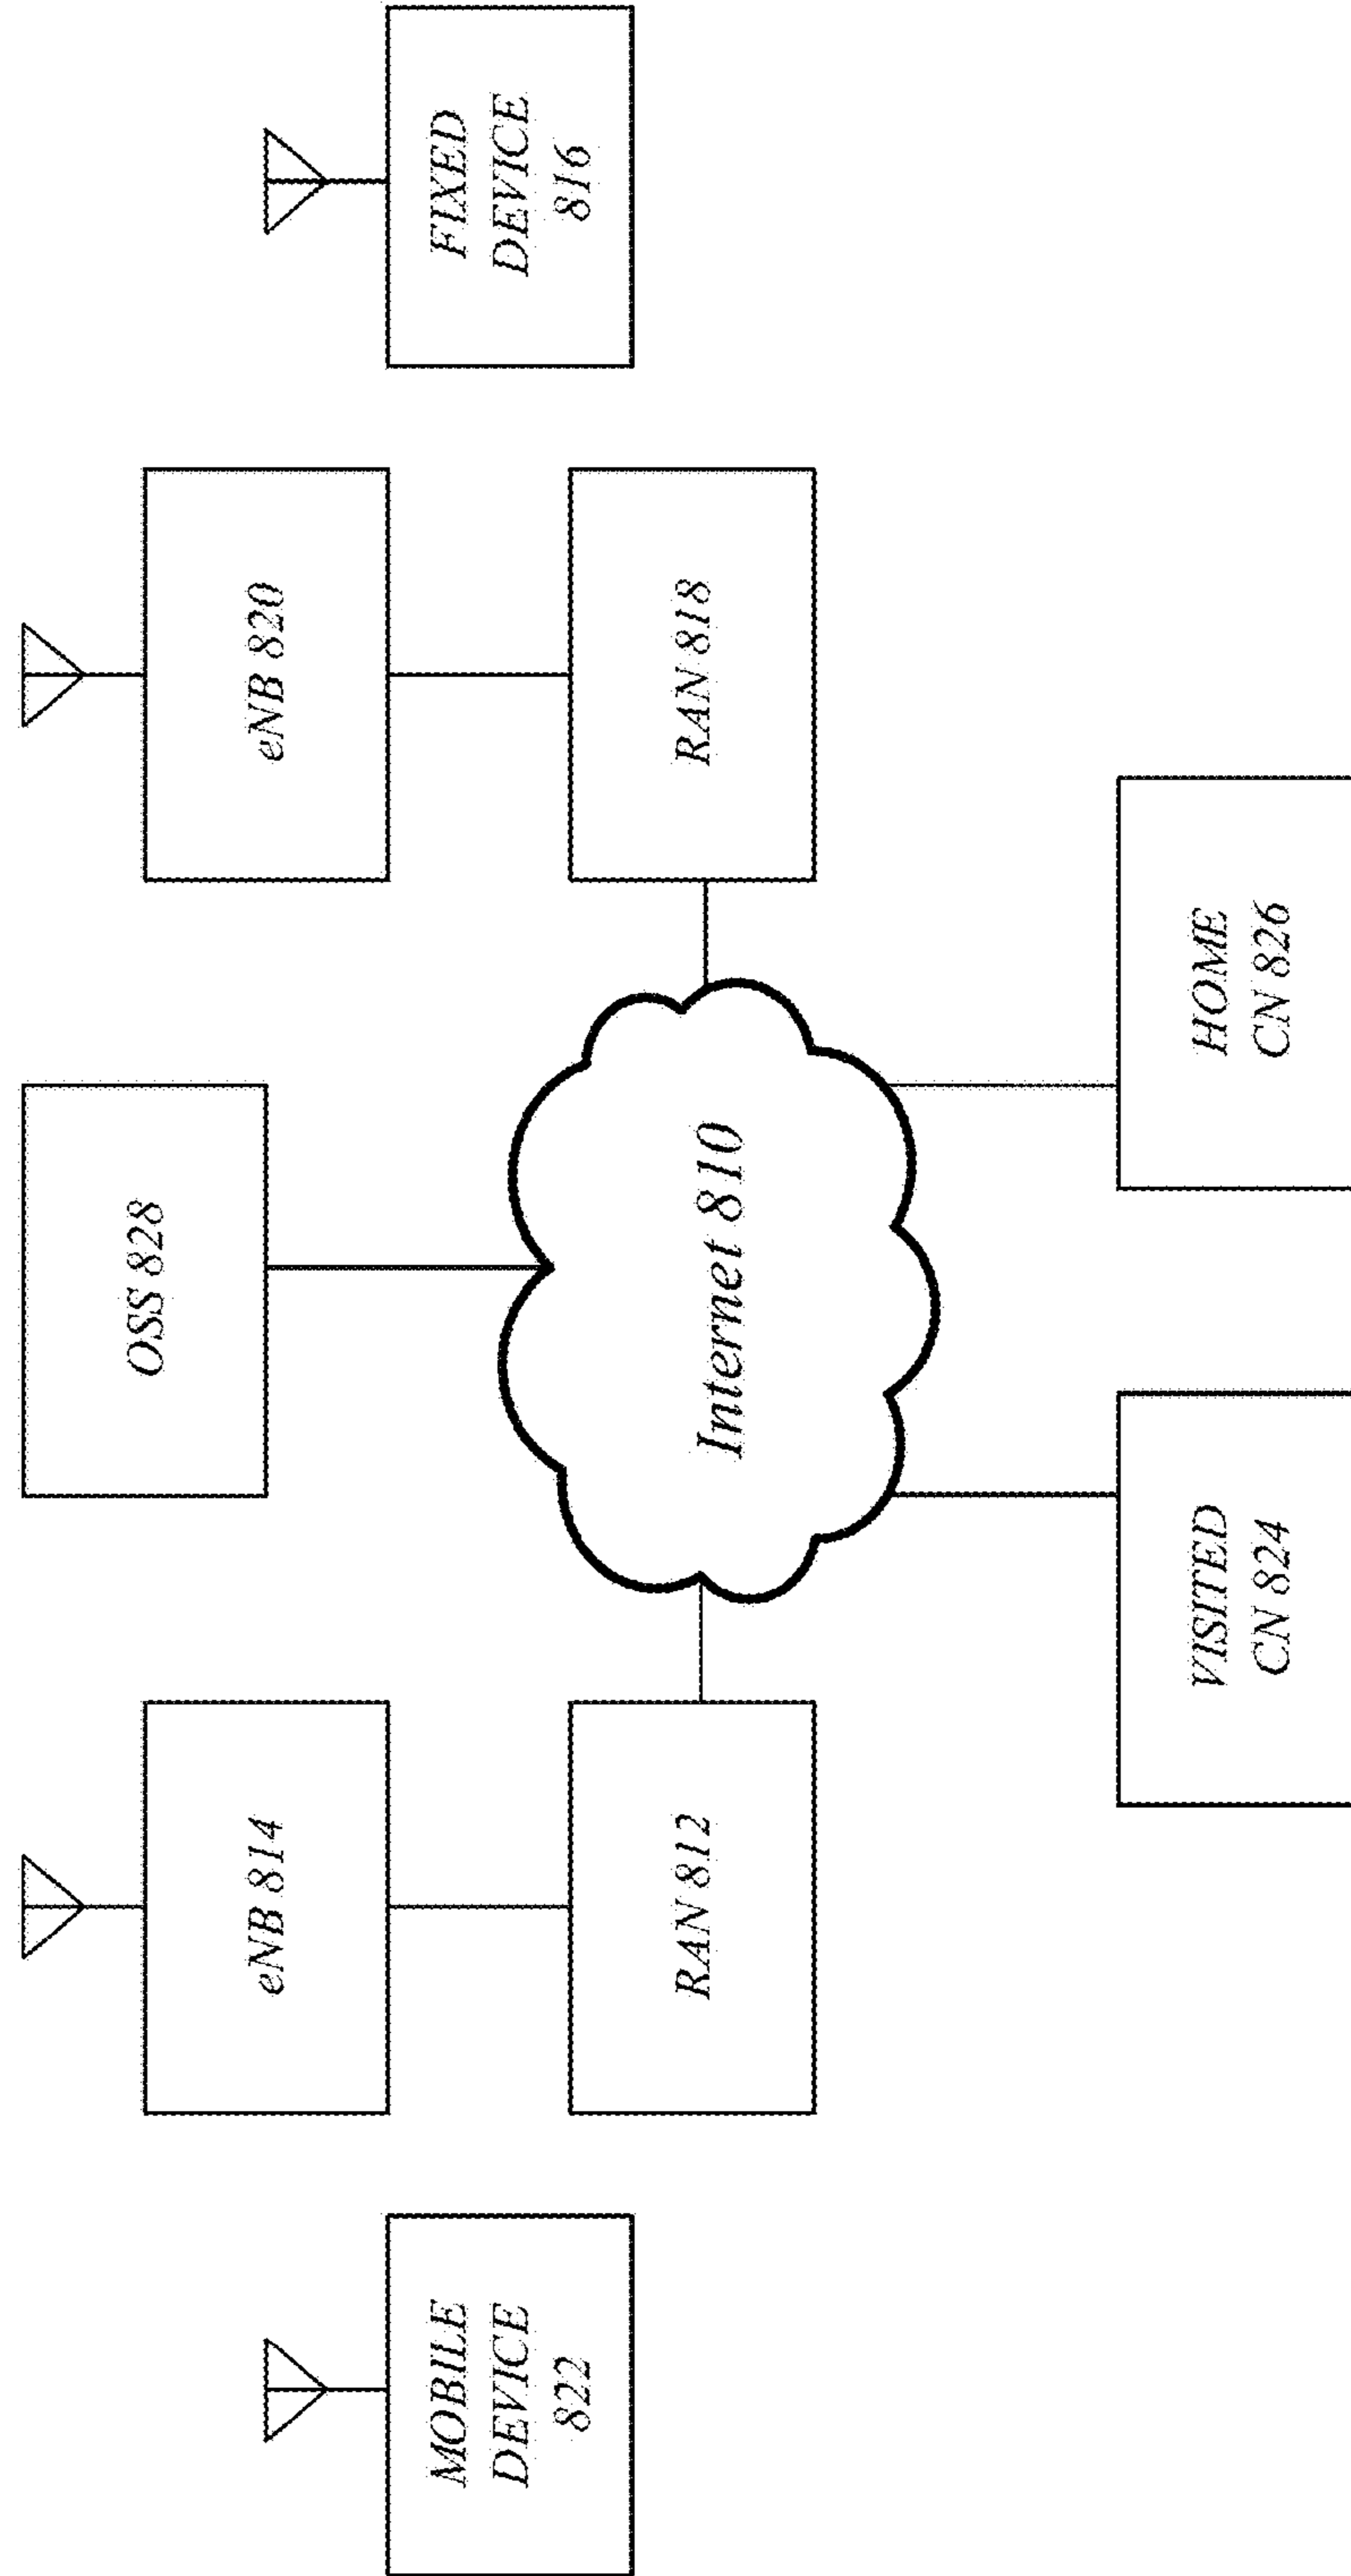 OSS 828
eNB 814
eNB 820
MOBILE
DEVICE
822
FIXED
DEVICE
816
RAN 812
Internet 810
RAN 818
VISITED
CN 824
HOME
CN 826